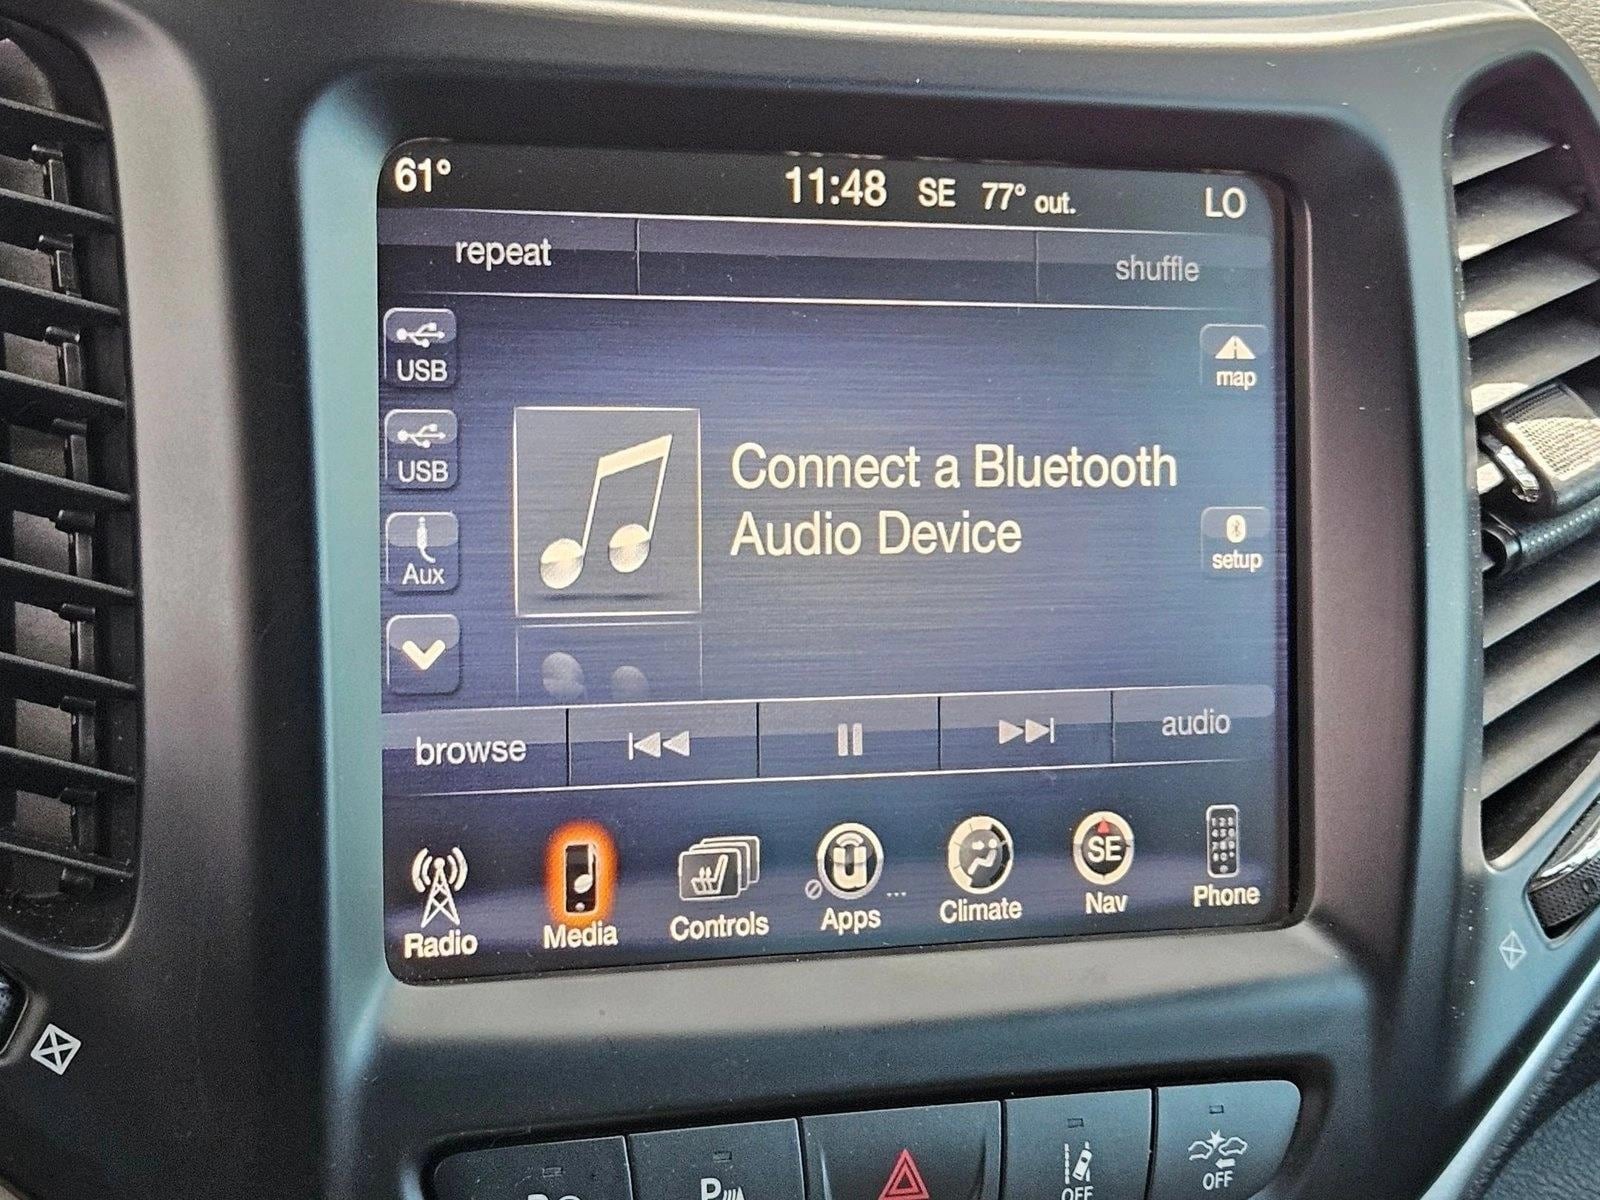 61°
11:48 SE 77° out.
LO
repeat
shuffle
USB
map
USB
Connect a Bluetooth
Audio Device
setup
Aux
browse
audio
Radio
Media
Controls
Apps
Climate
SE
Nav
Phone
P
OFF
OFF